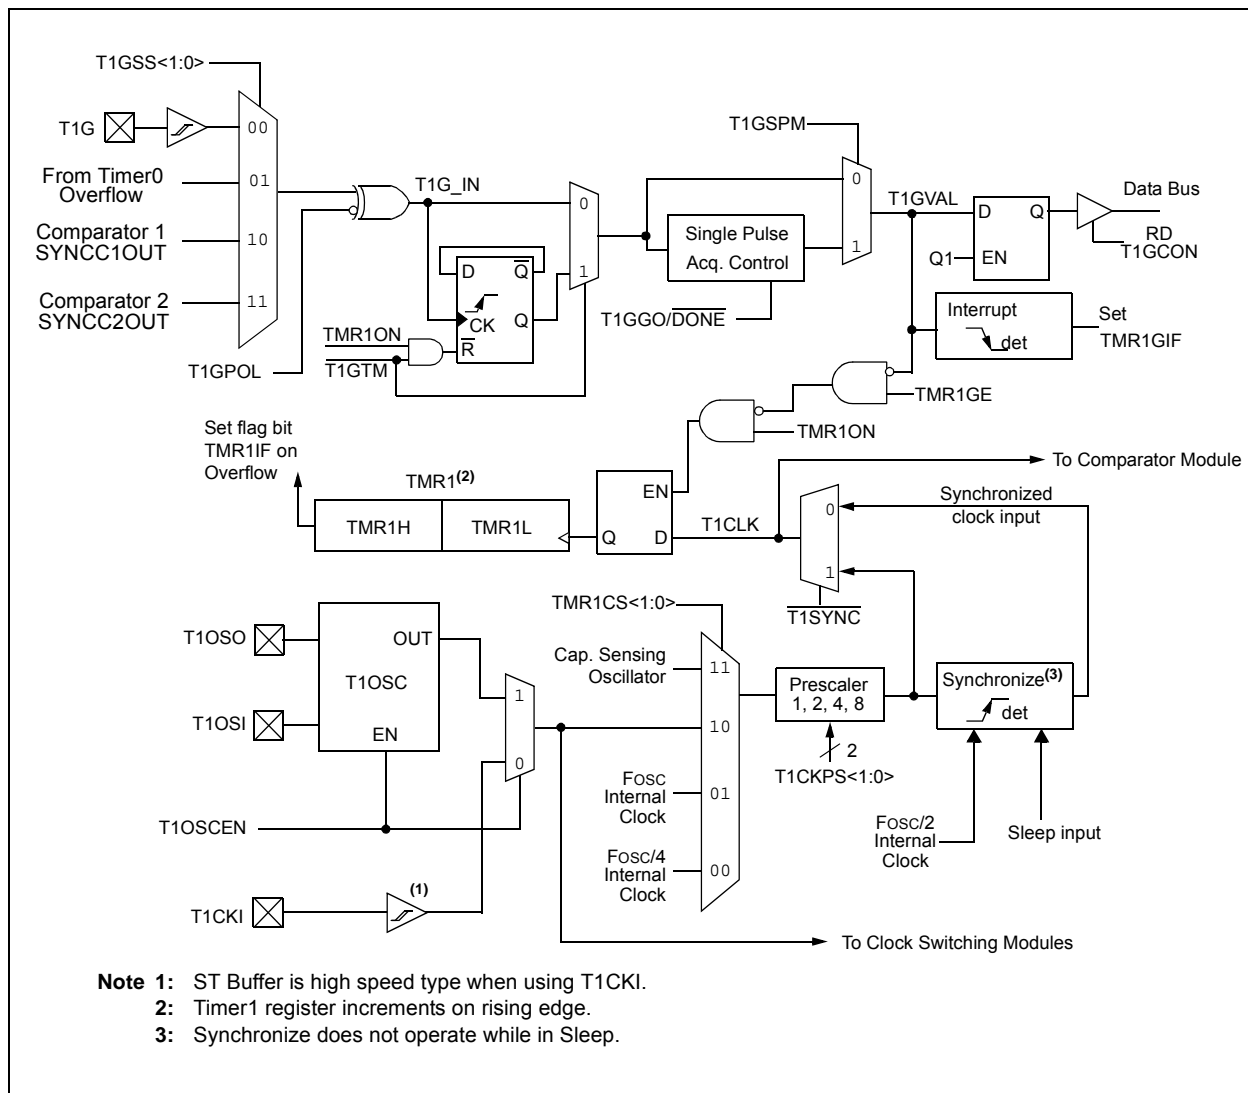 T1GSS<1:0>
T1G
00
From Timer0
Overflow
01
Comparator 1
SYNCC1OUT
10
Comparator 2
SYNCC2OUT
11
T1GPOL
T1G_IN
D
Q
CK
Q
R
TMR1ON
T1GTM
0
1
T1GSPM
Single Pulse
Acq. Control
T1GGO/DONE
0
1
T1GVAL
D
Q
Q1
EN
Data Bus
RD
T1GCON
Interrupt
det
Set
TMR1GIF
TMR1GE
TMR1ON
Set flag bit
TMR1IF on
Overflow
TMR1(2)
TMR1H
TMR1L
EN
Q
D
T1CLK
To Comparator Module
0
1
Synchronized
clock input
T1SYNC
T1OSO
T1OSI
OUT
T1OSC
EN
1
0
T1OSCEN
T1CKI
(1)
TMR1CS<1:0>
Cap. Sensing
Oscillator
11
10
FOSC
Internal
Clock
01
FOSC/4
Internal
Clock
00
Prescaler
1, 2, 4, 8
2
T1CKPS<1:0>
Synchronize(3)
det
FOSC/2
Internal
Clock
Sleep input
To Clock Switching Modules
Note 1: ST Buffer is high speed type when using T1CKI.
2: Timer1 register increments on rising edge.
3: Synchronize does not operate while in Sleep.